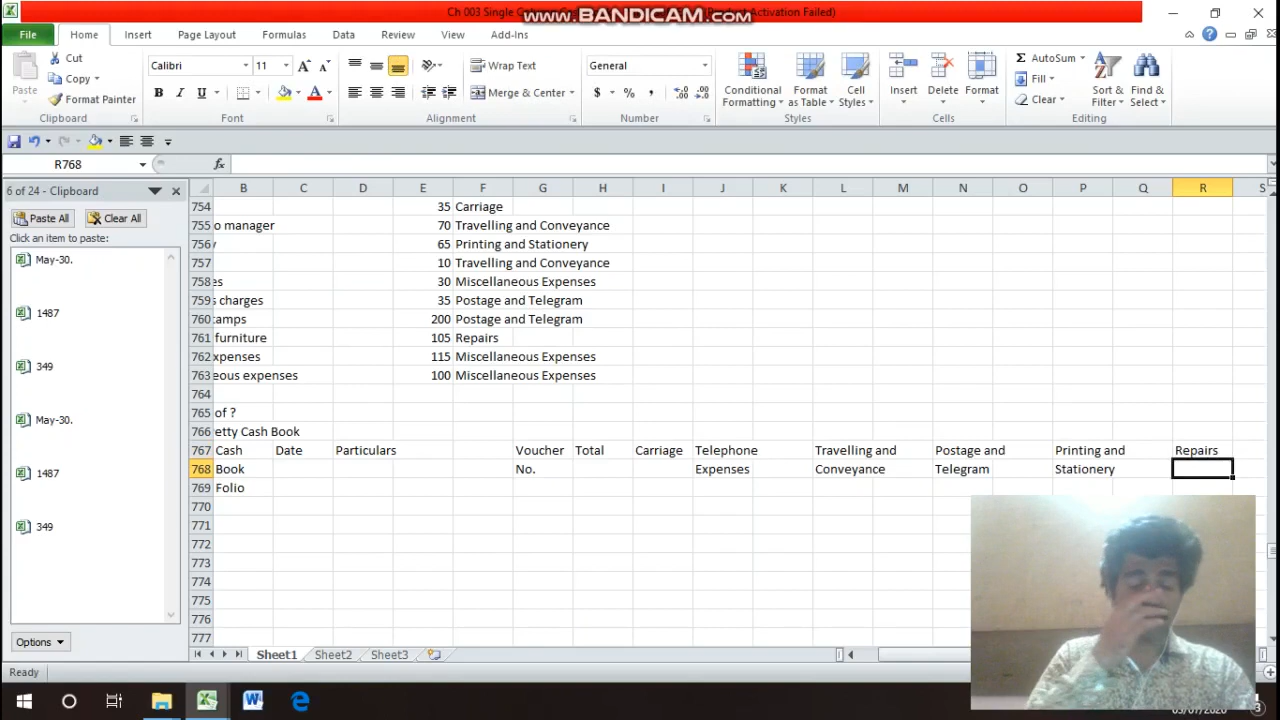 Ch 003 Single Column Cas
www.BANDICAM.com
Activation Failed)
File Home Insert Page Layout Formulas Data Review View Add-Ins
Cut
Copy
Format Painter
Paste
Clipboard
Calibri 11
B I U
Font
Wrap Text
Merge & Center
Alignment
General
$ % ,
Number
Conditional Formatting
Format as Table
Cell Styles
Styles
Insert Delete Format
Cells
AutoSum
Fill
Clear
Sort & Filter
Find & Select
Editing
R768 fx
6 of 24 - Clipboard
Paste All Clear All
Click an item to paste:
May-30.
1487
349
May-30.
1487
349
Options
B C D E F G H I J K L M N O P Q R S
754 35 Carriage
755 o manager 70 Travelling and Conveyance
756 y 65 Printing and Stationery
757 10 Travelling and Conveyance
758 es 30 Miscellaneous Expenses
759 s charges 35 Postage and Telegram
760 tamps 200 Postage and Telegram
761 furniture 105 Repairs
762 xpenses 115 Miscellaneous Expenses
763 eous expenses 100 Miscellaneous Expenses
764
765 of ?
766 etty Cash Book
767 Cash Date Particulars Voucher Total Carriage Telephone Travelling and Postage and Printing and Repairs
768 Book No. Expenses Conveyance Telegram Stationery
769 Folio
770
771
772
773
774
775
776
777
Sheet1 Sheet2 Sheet3
Ready